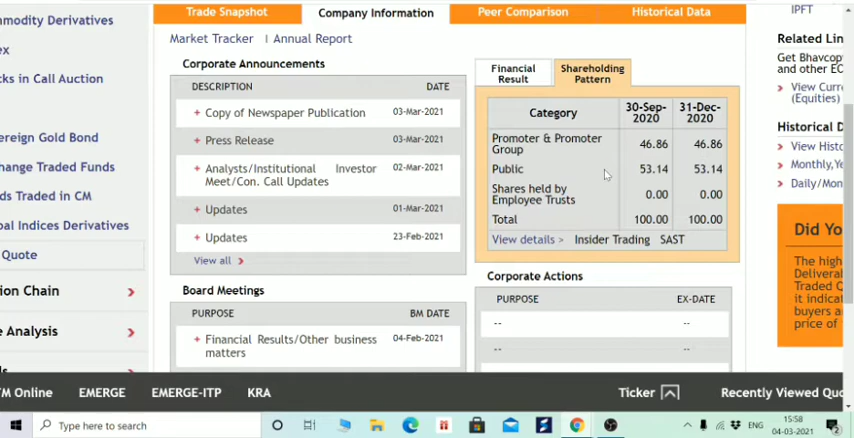 Trade Snapshot
Company Information
Peer Comparison
Historical Data
Market Tracker | Annual Report
Corporate Announcements
DESCRIPTION DATE
+ Copy of Newspaper Publication 03-Mar-2021
+ Press Release 03-Mar-2021
+ Analysts/Institutional Investor 02-Mar-2021
Meet/Con. Call Updates
+ Updates 01-Mar-2021
+ Updates 23-Feb-2021
View all >
Board Meetings
PURPOSE BM DATE
+ Financial Results/Other business 04-Feb-2021
matters
Financial
Result
Shareholding
Pattern
Category 30-Sep-2020 31-Dec-2020
Promoter & Promoter 46.86 46.86
Group
Public 53.14 53.14
Shares held by 0.00 0.00
Employee Trusts
Total 100.00 100.00
View details > Insider Trading SAST
Corporate Actions
PURPOSE EX-DATE
-- --
-- --
mmodity Derivatives
ex
cks in Call Auction
ereign Gold Bond
hange Traded Funds
ds Traded in CM
bal Indices Derivatives
Quote
ion Chain >
e Analysis >
IPFT
Related Lin
Get Bhavcop
and other EO
> View Curr
(Equities)
Historical D
> View Histo
> Monthly,Ye
> Daily/Mon
Did Yo
The high
Deliverab
Traded Q
it indicat
buyers a
price of
TM Online EMERGE EMERGE-ITP KRA Ticker Recently Viewed Quo
Type here to search
ENG
15:58
04-03-2021
2